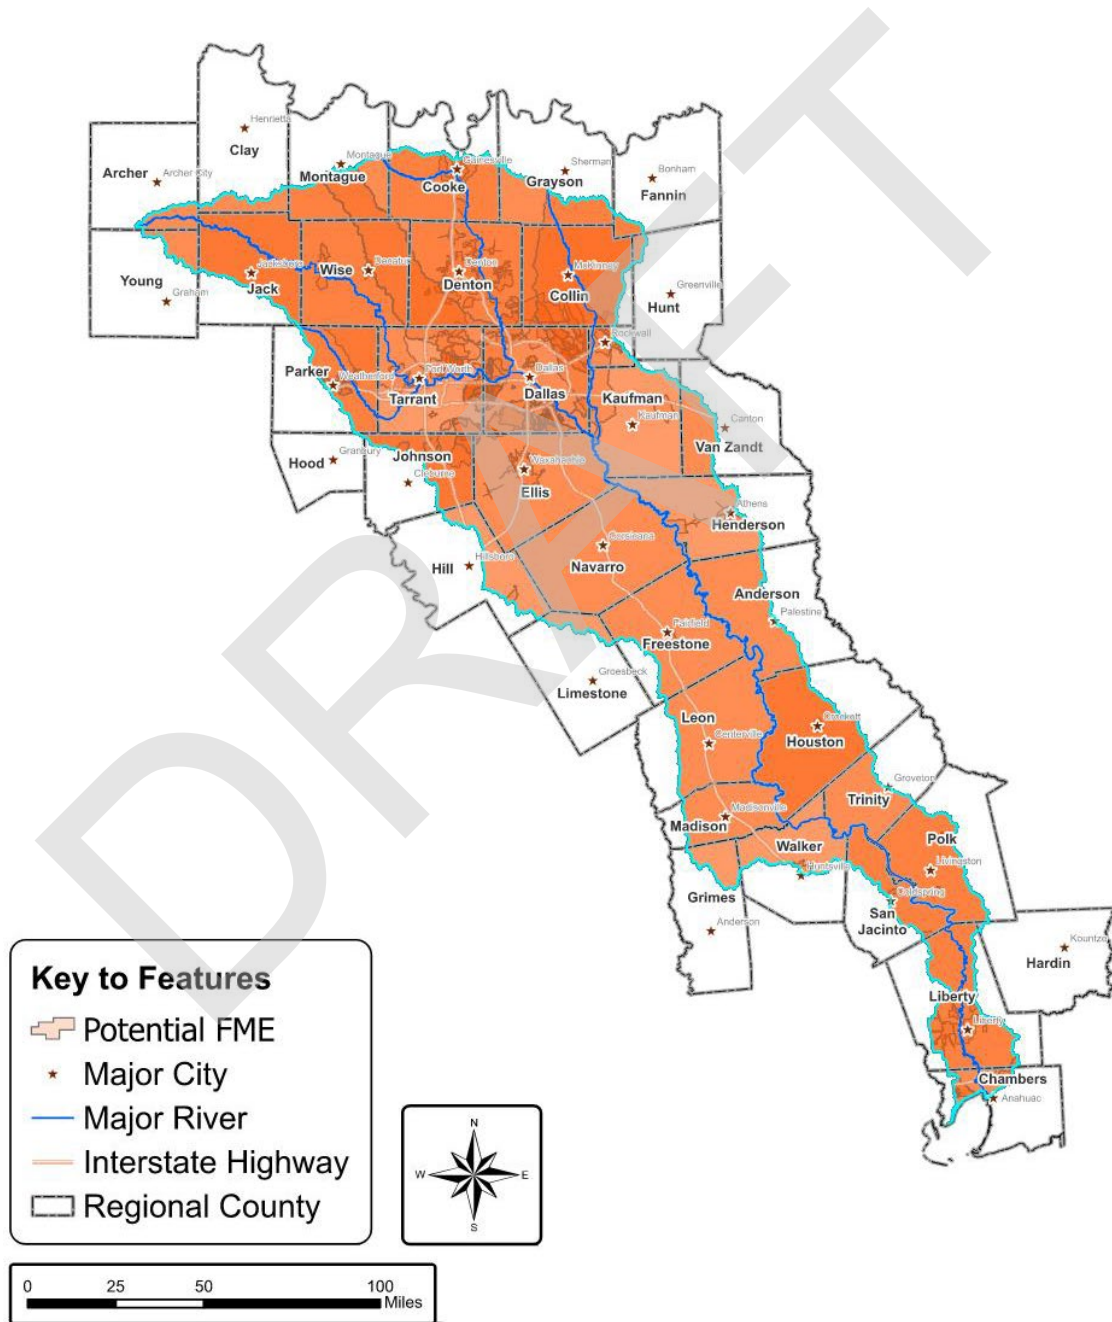 Henrietta
Clay
Archer
Archer City
Montague
Montague
Gainesville
Cooke
Sherman
Grayson
Bonham
Fannin
Young
Graham
Jacksboro
Jack
Wise
Decatur
Denton
Denton
McKinney
Collin
Greenville
Hunt
Rockwall
Parker
Weatherford
Fort Worth
Tarrant
Dallas
Dallas
Kaufman
Kaufman
Canton
Van Zandt
Hood
Granbury
Johnson
Cleburne
Waxahachie
Ellis
Athens
Henderson
Hill
Hillsboro
Corsicana
Navarro
Anderson
Palestine
Fairfield
Freestone
Groesbeck
Limestone
Leon
Centerville
Crockett
Houston
Groveton
Trinity
Madisonville
Madison
Walker
Huntsville
Polk
Livingston
Grimes
Anderson
Coldspring
San
Jacinto
Kountze
Hardin
Liberty
Liberty
Chambers
Anahuac
DRAFT
Key to Features
Potential FME
Major City
Major River
Interstate Highway
Regional County
N
W
E
S
0 25 50 100
Miles